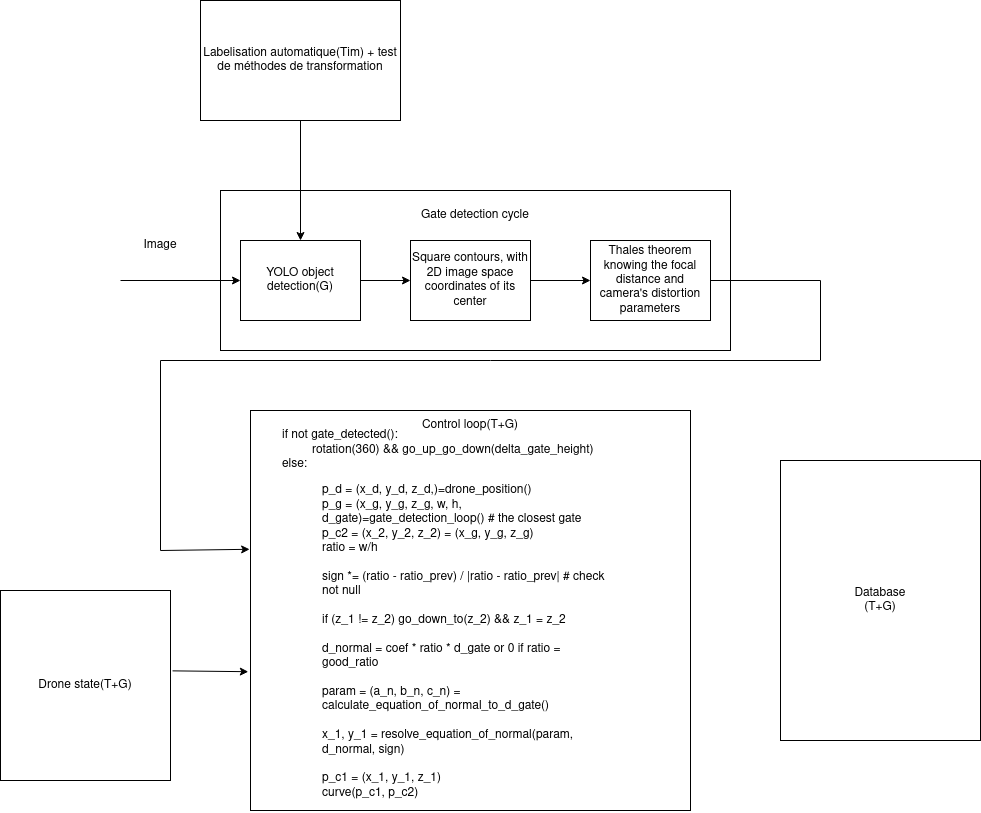 Labelisation automatique(Tim) + test
de méthodes de transformation
Gate detection cycle
Image
YOLO object
detection(G)
Square contours, with
2D image space
coordinates of its
center
Thales theorem
knowing the focal
distance and
camera's distortion
parameters
Control loop(T+G)
if not gate_detected():
rotation(360) && go_up_go_down(delta_gate_height)
else:
p_d = (x_d, y_d, z_d,)=drone_position()
p_g = (x_g, y_g, z_g, w, h,
d_gate)=gate_detection_loop() # the closest gate
p_c2 = (x_2, y_2, z_2) = (x_g, y_g, z_g)
ratio = w/h
sign *= (ratio - ratio_prev) / |ratio - ratio_prev| # check
not null
if (z_1 != z_2) go_down_to(z_2) && z_1 = z_2
d_normal = coef * ratio * d_gate or 0 if ratio =
good_ratio
param = (a_n, b_n, c_n) =
calculate_equation_of_normal_to_d_gate()
x_1, y_1 = resolve_equation_of_normal(param,
d_normal, sign)
p_c1 = (x_1, y_1, z_1)
curve(p_c1, p_c2)
Drone state(T+G)
Database
(T+G)